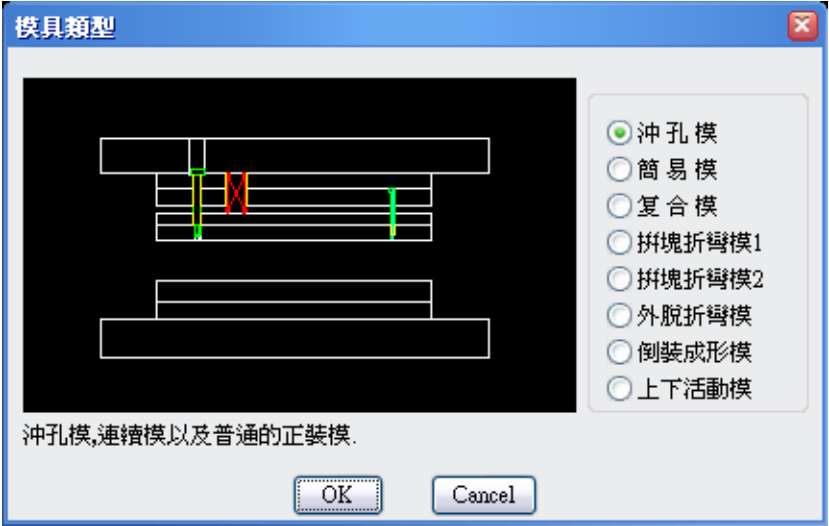 模具類型
沖孔模
簡易模
复合模
拼塊折彎模1
拼塊折彎模2
外脫折彎模
倒裝成形模
上下活動模
沖孔模,連續模以及普通的正裝模.
OK
Cancel